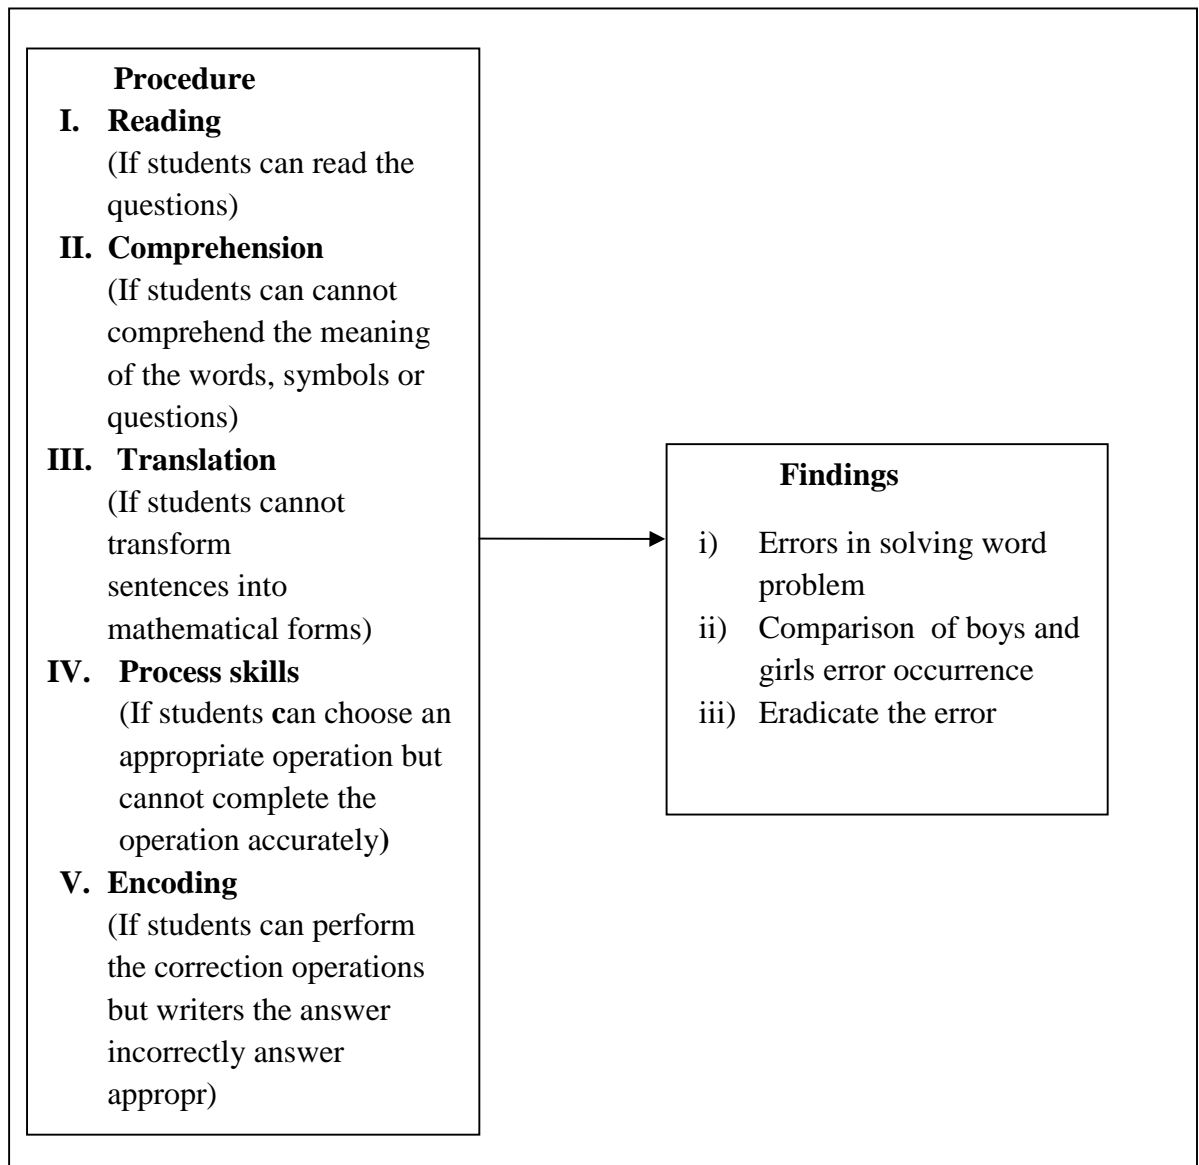 Procedure
I. Reading
(If students can read the
questions)
II. Comprehension
(If students can cannot
comprehend the meaning
of the words, symbols or
questions)
III. Translation
(If students cannot
transform
sentences into
mathematical forms)
IV. Process skills
(If students can choose an
appropriate operation but
cannot complete the
operation accurately)
V. Encoding
(If students can perform
the correction operations
but writers the answer
incorrectly answer
appropr)
Findings
i) Errors in solving word
problem
ii) Comparison of boys and
girls error occurrence
iii) Eradicate the error